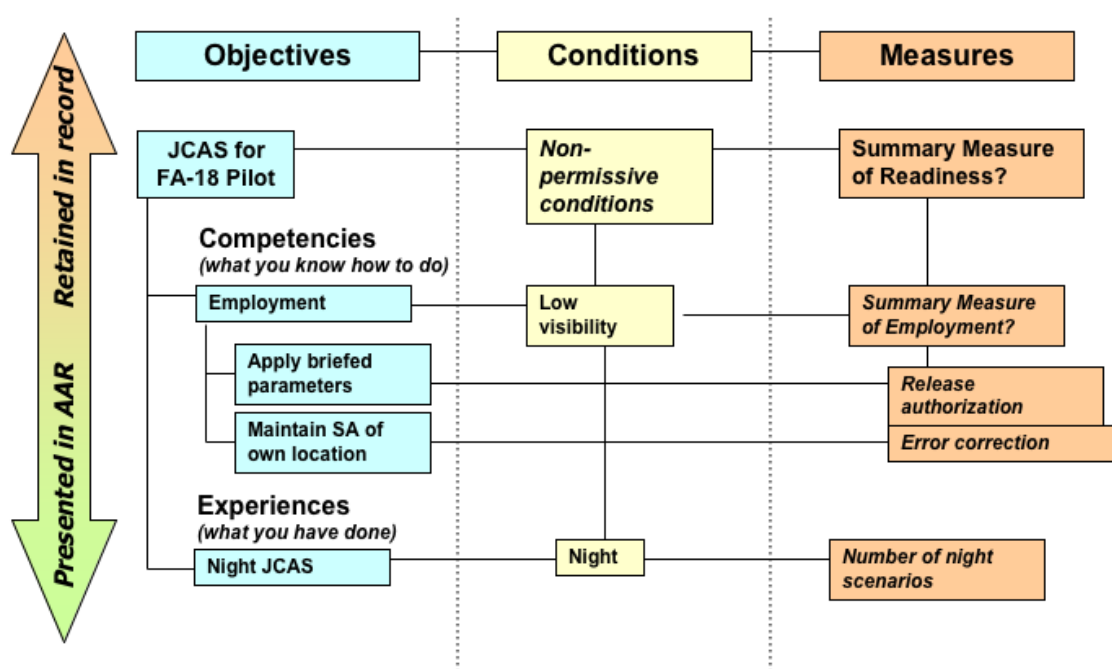 Objectives
Conditions
Measures
Retained in record
Presented in AAR
JCAS for
FA-18 Pilot
Non-
permissive
conditions
Summary Measure
of Readiness?
Competencies
(what you know how to do)
Employment
Low
visibility
Summary Measure
of Employment?
Apply briefed
parameters
Release
authorization
Maintain SA of
own location
Error correction
Experiences
(what you have done)
Night JCAS
Night
Number of night
scenarios